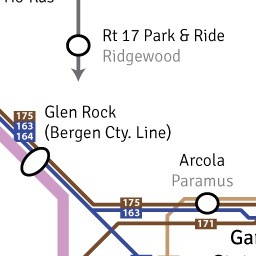 Rt 17 Park & Ride
Ridgewood
Glen Rock
(Bergen Cty. Line)
175
163
164
Arcola
Paramus
175
163
171